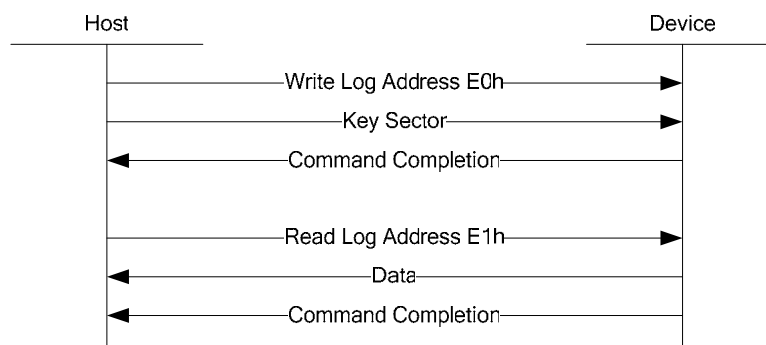 Host
Device
Write Log Address E0h
Key Sector
Command Completion
Read Log Address E1h
Data
Command Completion